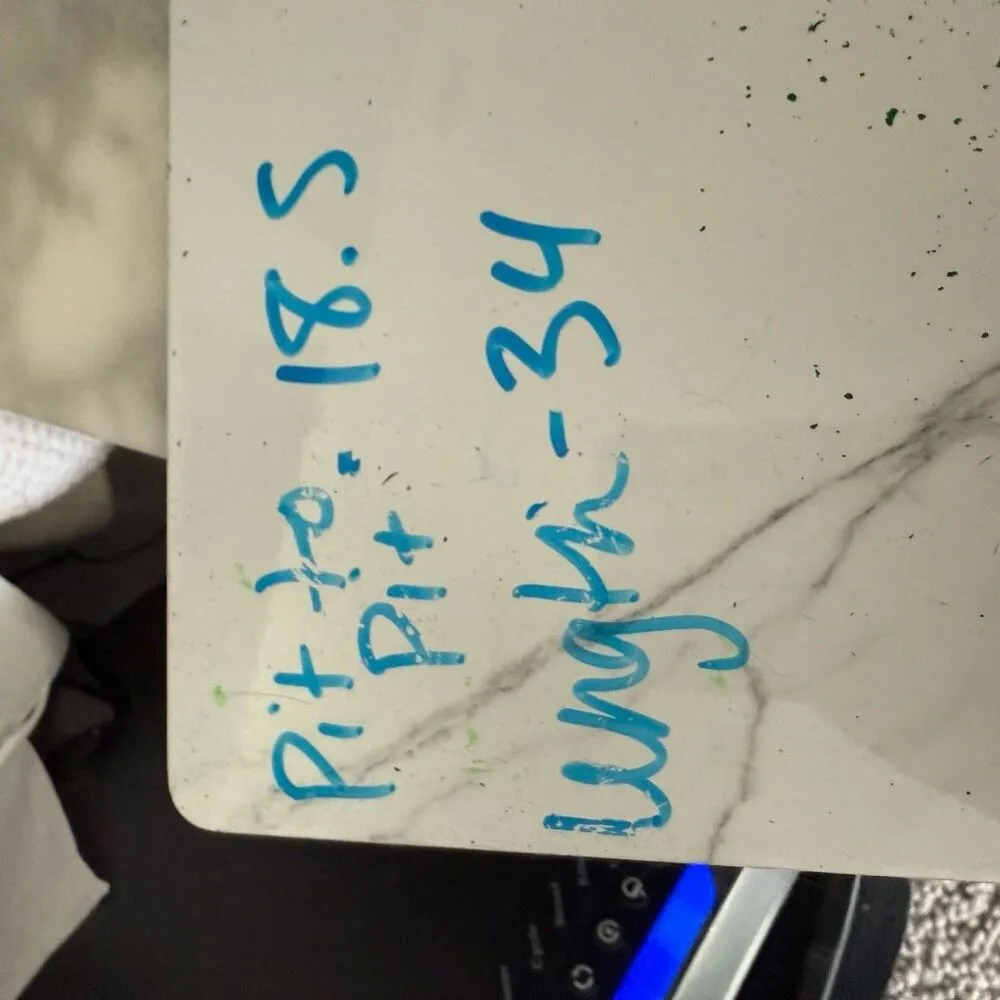 Pit to. 18.5
Pit
length - 34